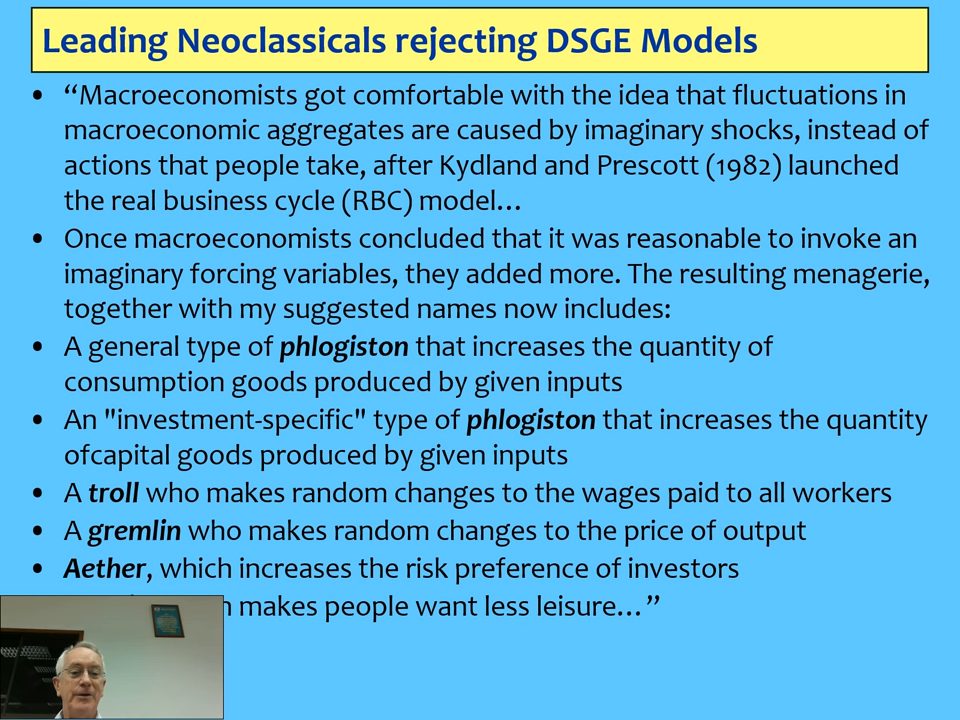 Leading Neoclassicals rejecting DSGE Models
• “Macroeconomists got comfortable with the idea that fluctuations in
macroeconomic aggregates are caused by imaginary shocks, instead of
actions that people take, after Kydland and Prescott (1982) launched
the real business cycle (RBC) model…
• Once macroeconomists concluded that it was reasonable to invoke an
imaginary forcing variables, they added more. The resulting menagerie,
together with my suggested names now includes:
• A general type of phlogiston that increases the quantity of
consumption goods produced by given inputs
• An "investment-specific" type of phlogiston that increases the quantity
ofcapital goods produced by given inputs
• A troll who makes random changes to the wages paid to all workers
• A gremlin who makes random changes to the price of output
• Aether, which increases the risk preference of investors
makes people want less leisure…”